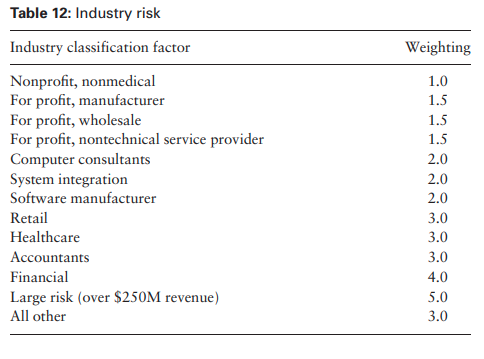 Table 12: Industry risk
Industry classification factor Weighting
Nonprofit, nonmedical 1.0
For profit, manufacturer 1.5
For profit, wholesale 1.5
For profit, nontechnical service provider 1.5
Computer consultants 2.0
System integration 2.0
Software manufacturer 2.0
Retail 3.0
Healthcare 3.0
Accountants 3.0
Financial 4.0
Large risk (over $250M revenue) 5.0
All other 3.0